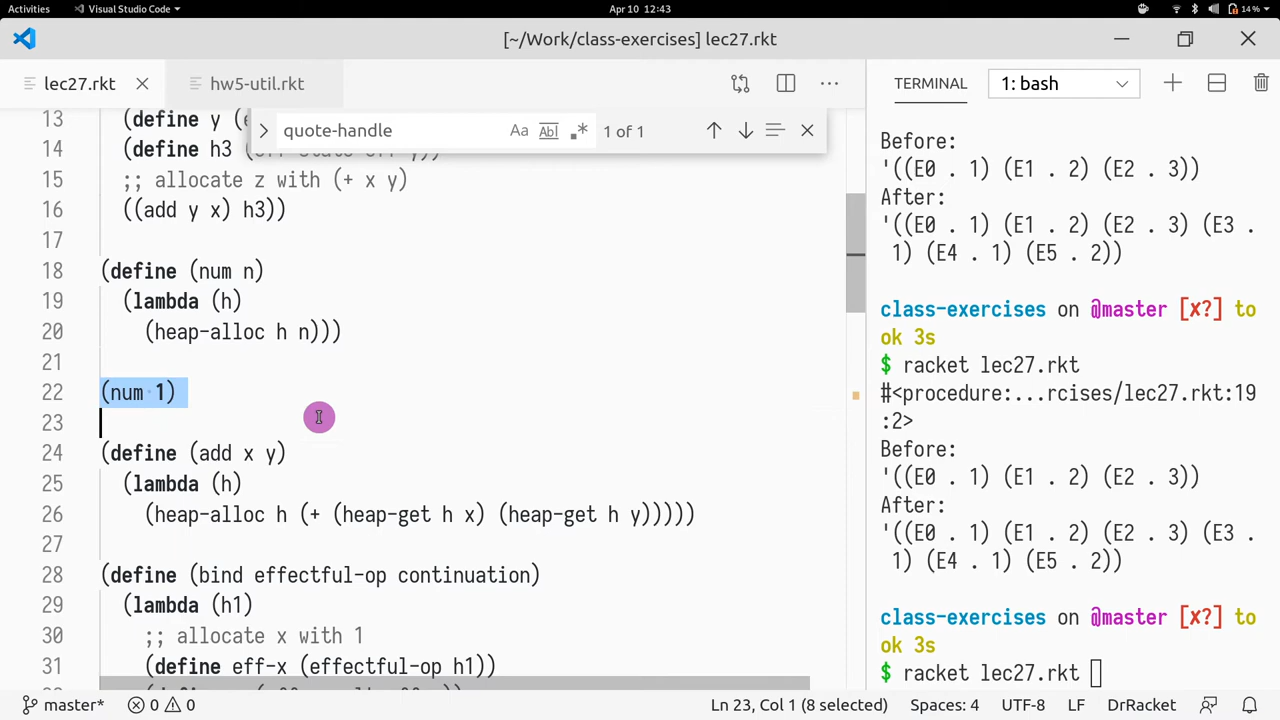 Activities
Visual Studio Code
Apr 10 12:43
14%
[~/Work/class-exercises] lec27.rkt
lec27.rkt
hw5-util.rkt
quote-handle
Aa
Abl
1 of 1
13 (define y (e
14 (define h3 (eff-state eff-y))
15 ;; allocate z with (+ x y)
16 ((add y x) h3))
17
18 (define (num n)
19 (lambda (h)
20 (heap-alloc h n)))
21
22 (num 1)
23
24 (define (add x y)
25 (lambda (h)
26 (heap-alloc h (+ (heap-get h x) (heap-get h y)))))
27
28 (define (bind effectful-op continuation)
29 (lambda (h1)
30 ;; allocate x with 1
31 (define eff-x (effectful-op h1))
TERMINAL
1: bash
Before:
'((E0 . 1) (E1 . 2) (E2 . 3))
After:
'((E0 . 1) (E1 . 2) (E2 . 3) (E3 .
1) (E4 . 1) (E5 . 2))
class-exercises on @master [✘?] to
ok 3s
$ racket lec27.rkt
#<procedure:...rcises/lec27.rkt:19
:2>
Before:
'((E0 . 1) (E1 . 2) (E2 . 3))
After:
'((E0 . 1) (E1 . 2) (E2 . 3) (E3 .
1) (E4 . 1) (E5 . 2))
class-exercises on @master [✘?] to
ok 3s
$ racket lec27.rkt
master*
0
0
Ln 23, Col 1 (8 selected)
Spaces: 4
UTF-8
LF
DrRacket